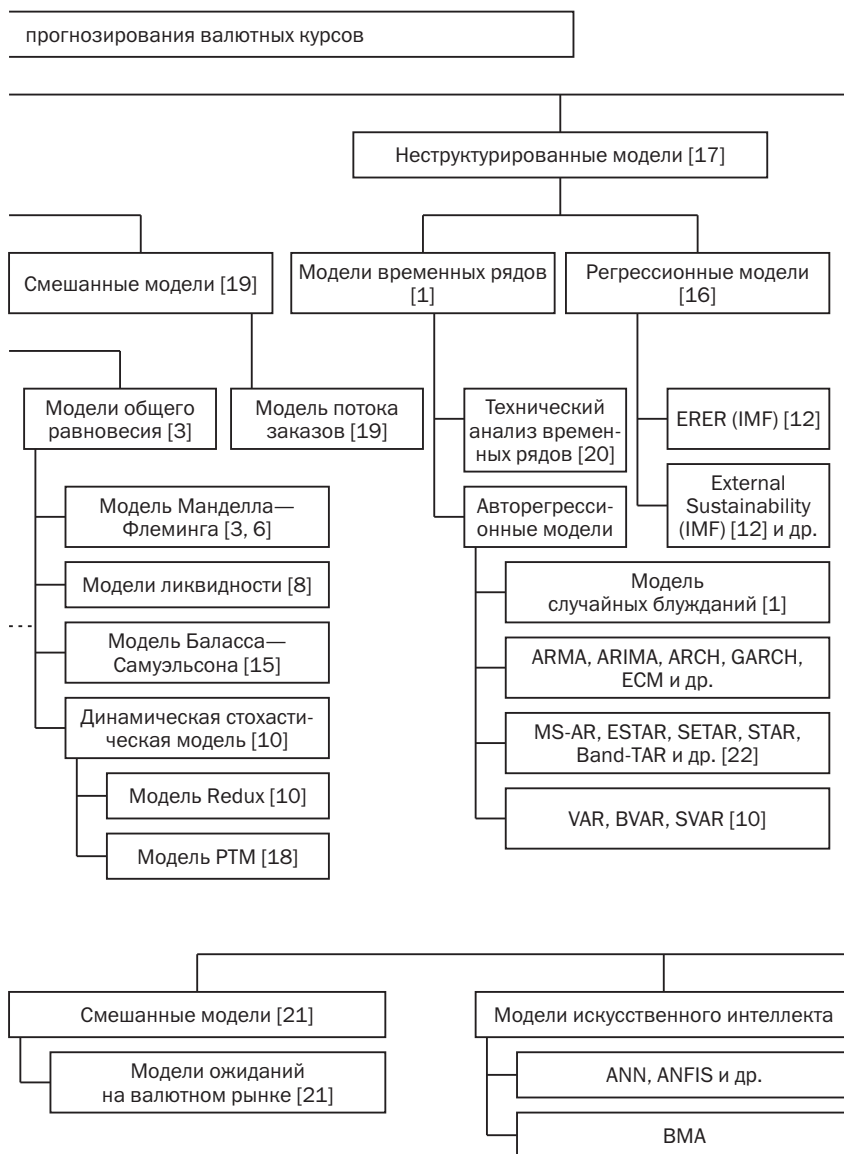 прогнозирования валютных курсов
Неструктурированные модели [17]
Смешанные модели [19]
Модели временных рядов
[1]
Регрессионные модели
[16]
Модели общего
равновесия [3]
Модель потока
заказов [19]
Технический
анализ времен-
ных рядов [20]
ERER (IMF) [12]
Модель Манделла—
Флеминга [3, 6]
Авторегресси-
онные модели
External
Sustainability
(IMF) [12] и др.
Модели ликвидности [8]
Модель
случайных блужданий [1]
Модель Баласса—
Самуэльсона [15]
ARMA, ARIMA, ARCH, GARCH,
ECM и др.
Динамическая стохасти-
ческая модель [10]
MS-AR, ESTAR, SETAR, STAR,
Band-TAR и др. [22]
Модель Redux [10]
VAR, BVAR, SVAR [10]
Модель PTM [18]
Смешанные модели [21]
Модели искусственного интеллекта
Модели ожиданий
на валютном рынке [21]
ANN, ANFIS и др.
BMA